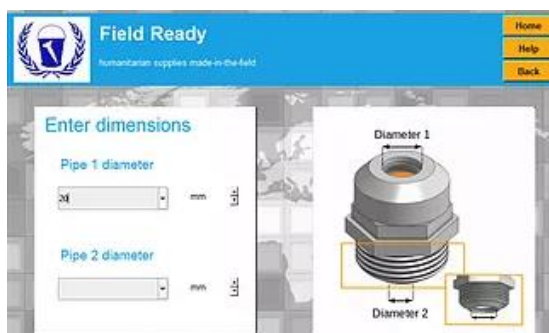 Field Ready
humanitarian supplies made-in-the-field
Home
Help
Back
Enter dimensions
Pipe 1 diameter
20
mm
Pipe 2 diameter
mm
Diameter 1
Diameter 2